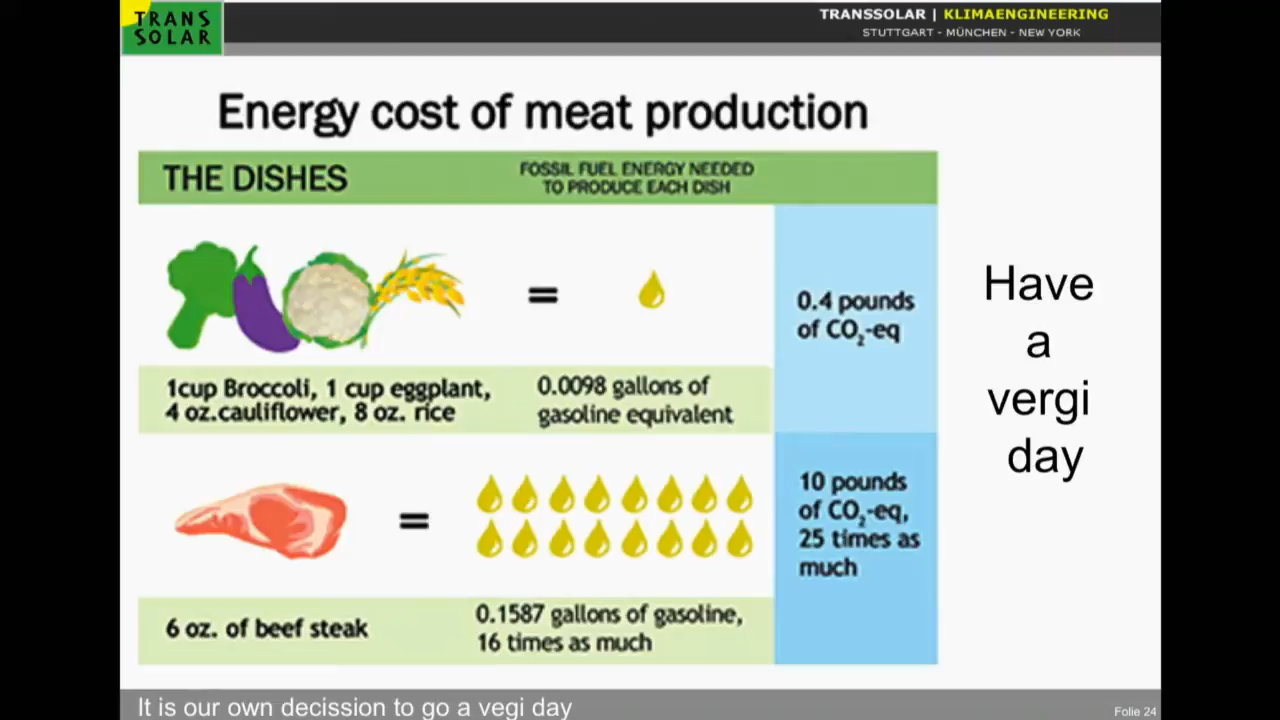 TRANS
SOLAR
TRANSSOLAR | KLIMAENGINEERING
STUTTGART - MÜNCHEN - NEW YORK
Energy cost of meat production
THE DISHES
FOSSIL FUEL ENERGY NEEDED
TO PRODUCE EACH DISH
=
0.4 pounds
of CO₂-eq
1cup Broccoli, 1 cup eggplant,
4 oz.cauliflower, 8 oz. rice
0.0098 gallons of
gasoline equivalent
=
10 pounds
of CO₂-eq,
25 times as
much
6 oz. of beef steak
0.1587 gallons of gasoline,
16 times as much
Have
a
vergi
day
It is our own decission to go a vegi day
Folie 24